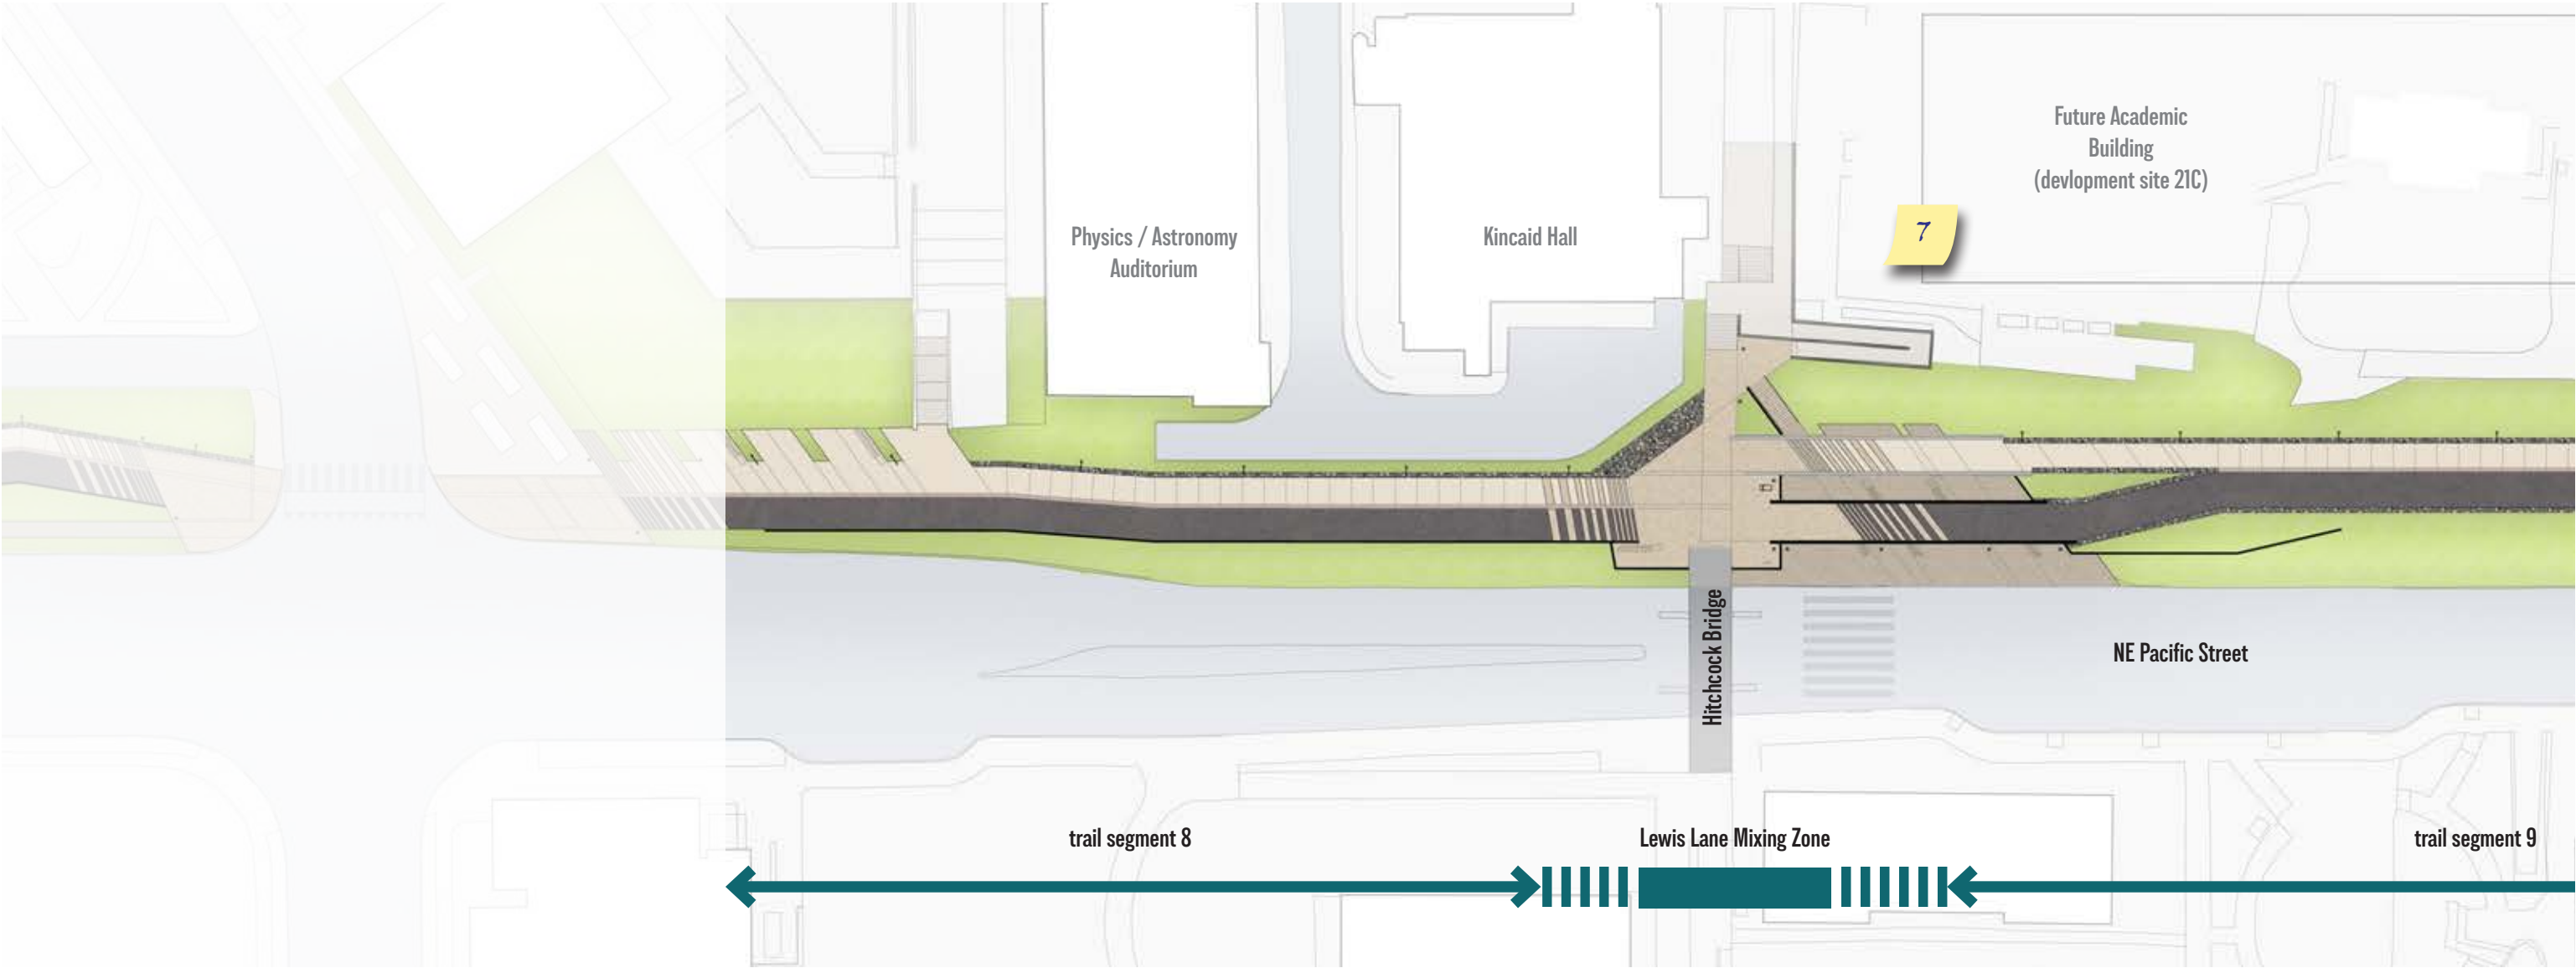 Future Academic
Building
(devlopment site 21C)
7
Physics / Astronomy
Auditorium
Kincaid Hall
Hitchcock Bridge
NE Pacific Street
trail segment 8
Lewis Lane Mixing Zone
trail segment 9